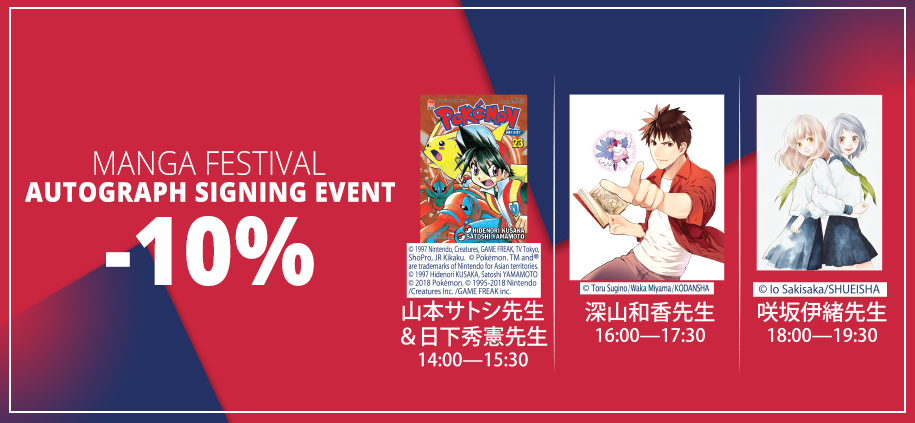 MANGA FESTIVAL
AUTOGRAPH SIGNING EVENT
-10%
POKéMON
23
HIDENORI KUSAKA
SATOSHI YAMAMOTO
© 1997 Nintendo, Creatures, GAME FREAK, TV Tokyo,
ShoPro, JR Kikaku. © Pokémon. TM and®
are trademarks of Nintendo for Asian territories.
© 1997 Hidenori KUSAKA, Satoshi YAMAMOTO
© 2018 Pokémon. © 1995-2018 Nintendo
/Creatures Inc. /GAME FREAK inc.
山本サトシ先生
&日下秀憲先生
14:00—15:30
© Toru Sugino/Waka Miyama/KODANSHA
深山和香先生
16:00—17:30
© Io Sakisaka/SHUEISHA
咲坂伊緒先生
18:00—19:30